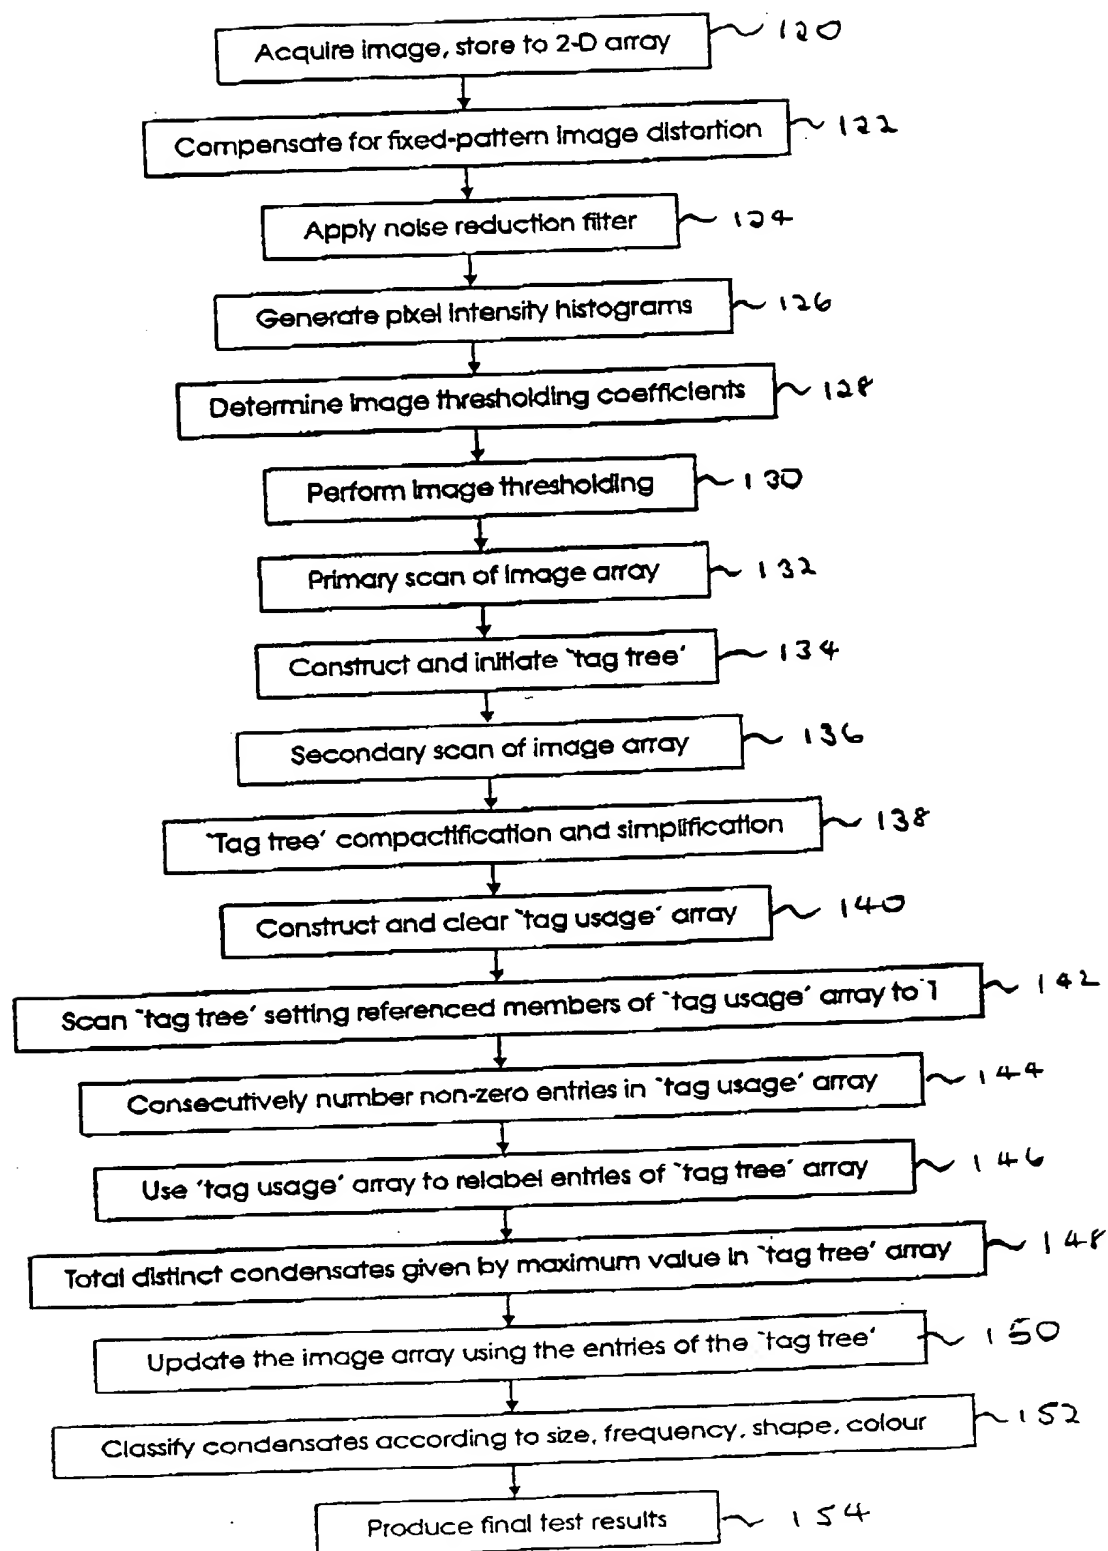 Acquire image, store to 2-D array 120
Compensate for fixed-pattern image distortion 122
Apply noise reduction filter 124
Generate pixel intensity histograms 126
Determine image thresholding coefficients 128
Perform image thresholding 130
Primary scan of image array 132
Construct and initiate `tag tree´ 134
Secondary scan of image array 136
`Tag tree´ compactification and simplification 138
Construct and clear `tag usage´ array 140
Scan `tag tree´ setting referenced members of `tag usage´ array to 1 142
Consecutively number non-zero entries in `tag usage´ array 144
Use `tag usage´ array to relabel entries of `tag tree´ array 146
Total distinct condensates given by maximum value in `tag tree´ array 148
Update the image array using the entries of the `tag tree´ 150
Classify condensates according to size, frequency, shape, colour 152
Produce final test results 154